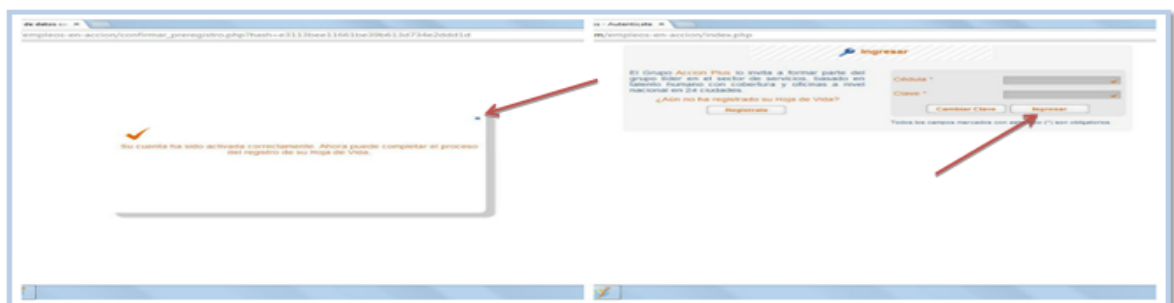 de datos
/empleos-en-accion/confirmar_preregistro.php?hash=
Su cuenta ha sido activada correctamente. Ahora puede completar el proceso
del registro de su Hoja de Vida.
- Autenticate
/empleos-en-accion/index.php
Ingresar
El Grupo Accion Plus lo invita a formar parte del
grupo líder en el sector de servicios, basado en
talento humano con cobertura y oficinas a nivel
nacional en 24 ciudades.
¿Aún no ha registrado su Hoja de Vida?
Regístrate
Cédula *
Clave *
Cambiar Clave
Ingresar
Todos los campos marcados con (*) son obligatorios